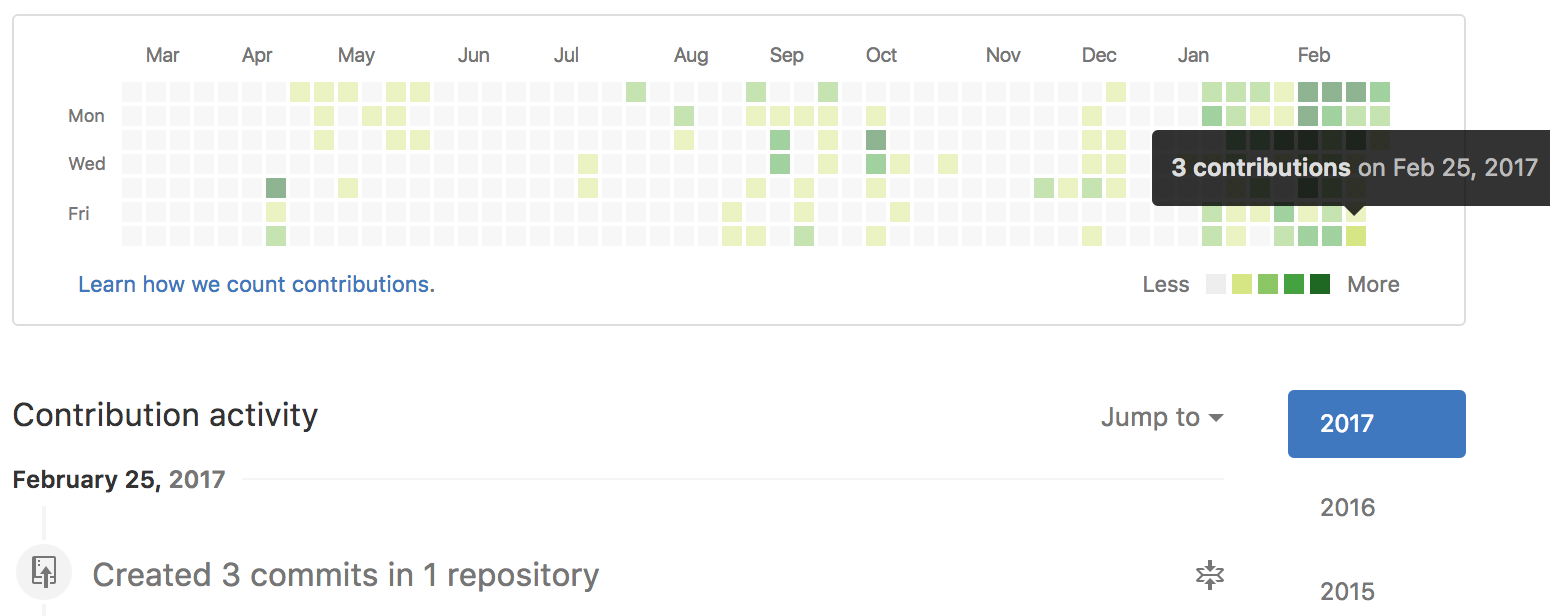 Mar Apr May Jun Jul Aug Sep Oct Nov Dec Jan Feb
Mon
Wed
3 contributions on Feb 25, 2017
Fri
Learn how we count contributions.
Less More
Contribution activity
Jump to
2017
February 25, 2017
2016
Created 3 commits in 1 repository
2015